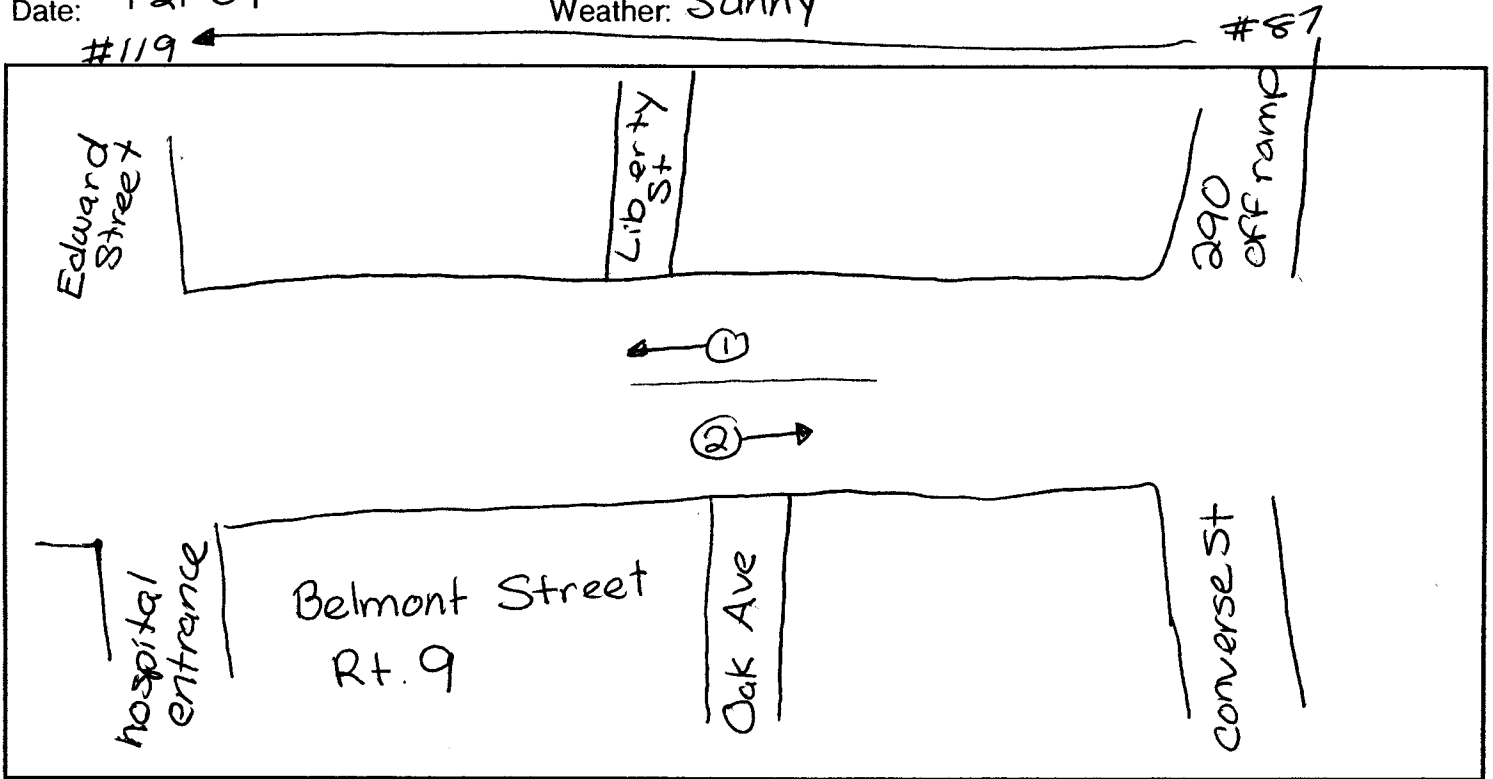 Date:
Weather: Sunny
#119
#87
Edward
Street
Liberty
St
290
off ramp
1
2
hospital
entrance
Belmont Street
Rt. 9
Oak Ave
Converse St